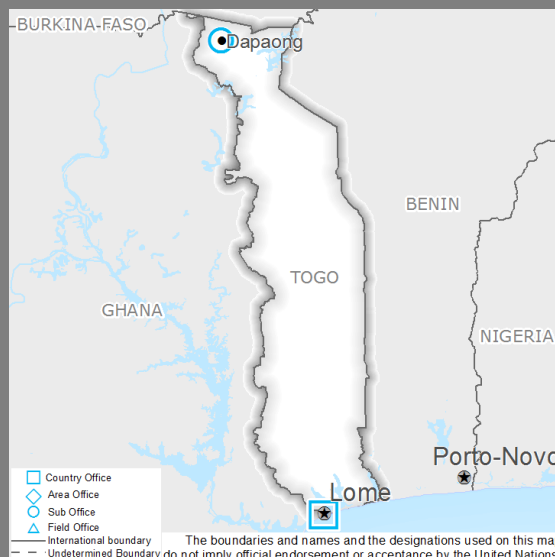 BURKINA-FASO
Dapaong
BENIN
TOGO
GHANA
NIGERIA
Porto-Novo
Lome
Country Office
Area Office
Sub Office
Field Office
International boundary
Undetermined Boundary
The boundaries and names and the designations used on this ma
do not imply official endorsement or acceptance by the United Nations